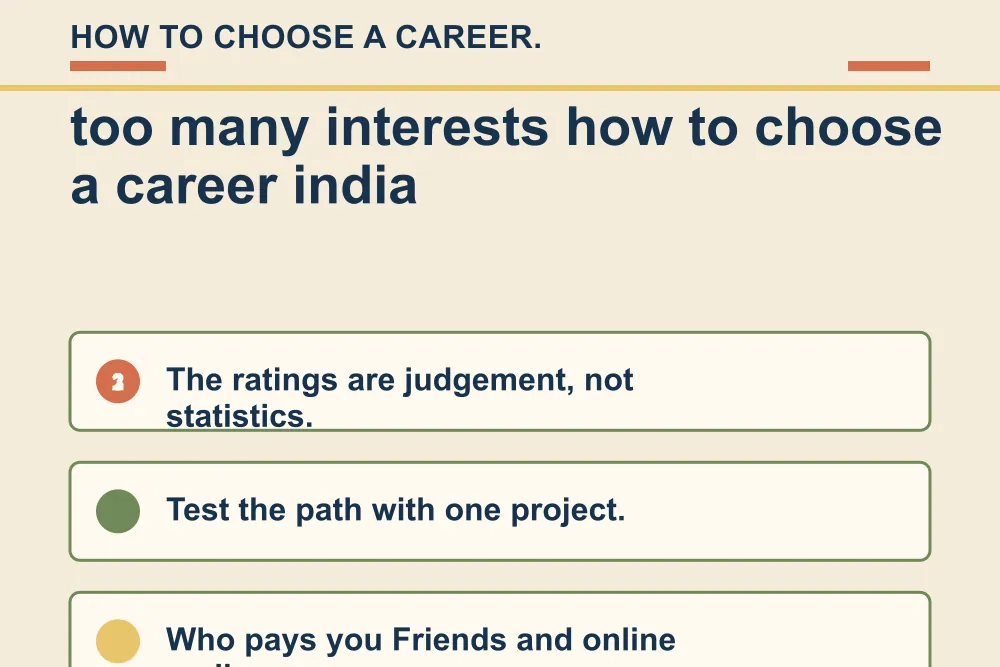 HOW TO CHOOSE A CAREER.
too many interests how to choose
a career india
The ratings are judgement, not
statistics.
Test the path with one project.
Who pays you Friends and online